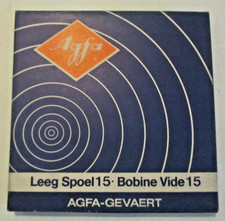 Agfa
Leeg Spoel 15 · Bobine Vide 15
AGFA-GEVAERT